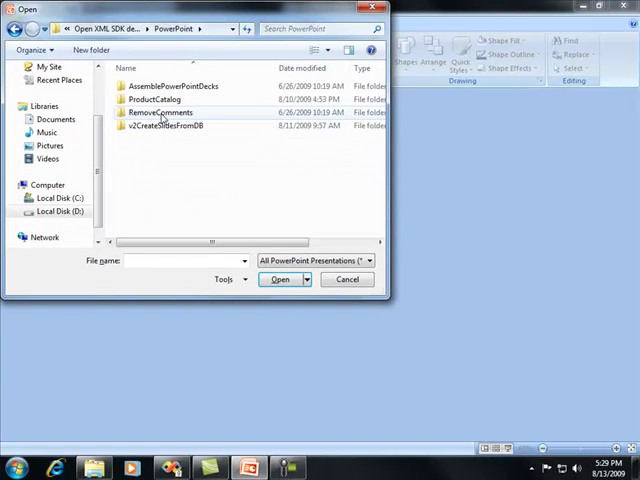 Open
« Open XML SDK de... ▸ PowerPoint ▸
Search PowerPoint
Organize
New folder
Name
Date modified
Type
My Site
Recent Places
Libraries
Documents
Music
Pictures
Videos
Computer
Local Disk (C:)
Local Disk (D:)
Network
AssemblePowerPointDecks 6/26/2009 10:19 AM File folder
ProductCatalog 8/10/2009 4:53 PM File folder
RemoveComments 6/26/2009 10:19 AM File folder
v2CreateSlidesFromDB 8/11/2009 9:57 AM File folder
File name:
All PowerPoint Presentations (*
Tools
Open
Cancel
Shapes
Arrange
Quick Styles
Shape Fill
Shape Outline
Shape Effects
Drawing
Find
Replace
Select
Editing
5:29 PM
8/13/2009